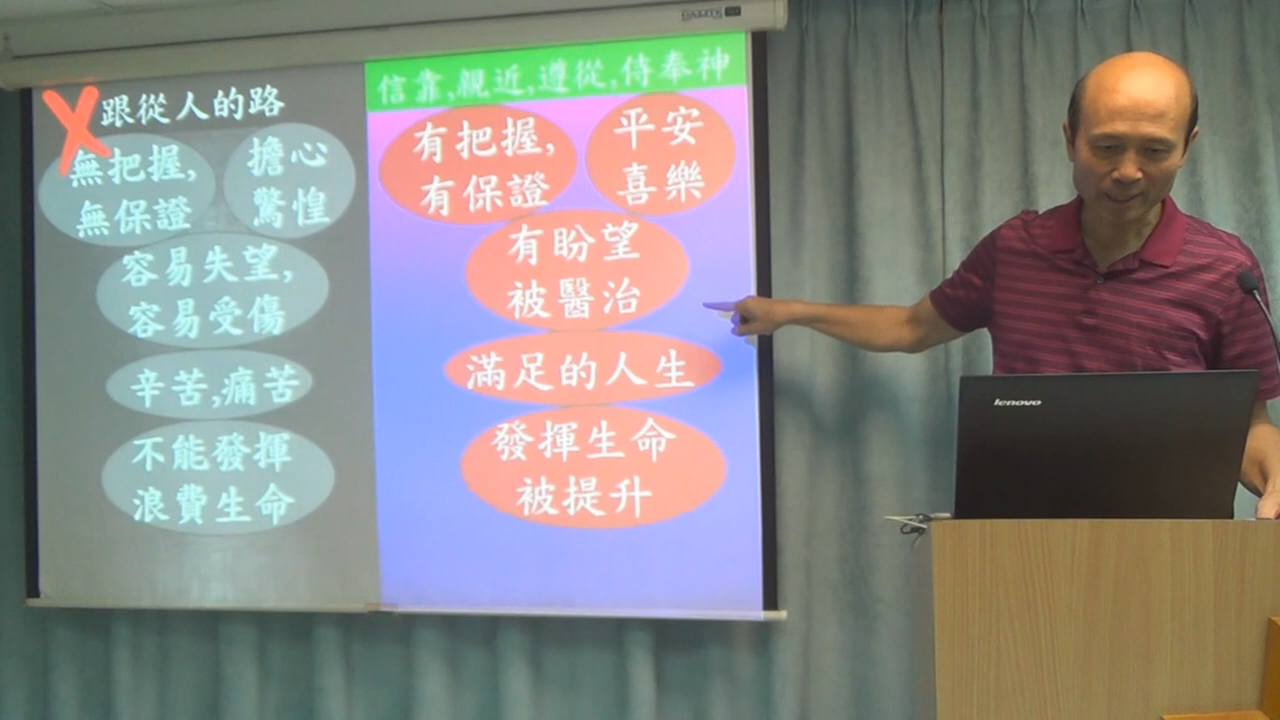 跟從人的路
無把握,
無保證
擔心
驚惶
容易失望,
容易受傷
辛苦,痛苦
不能發揮
浪費生命
信靠,親近,遵從,侍奉神
有把握,
有保證
平安
喜樂
有盼望
被醫治
滿足的人生
發揮生命
被提升
lenovo